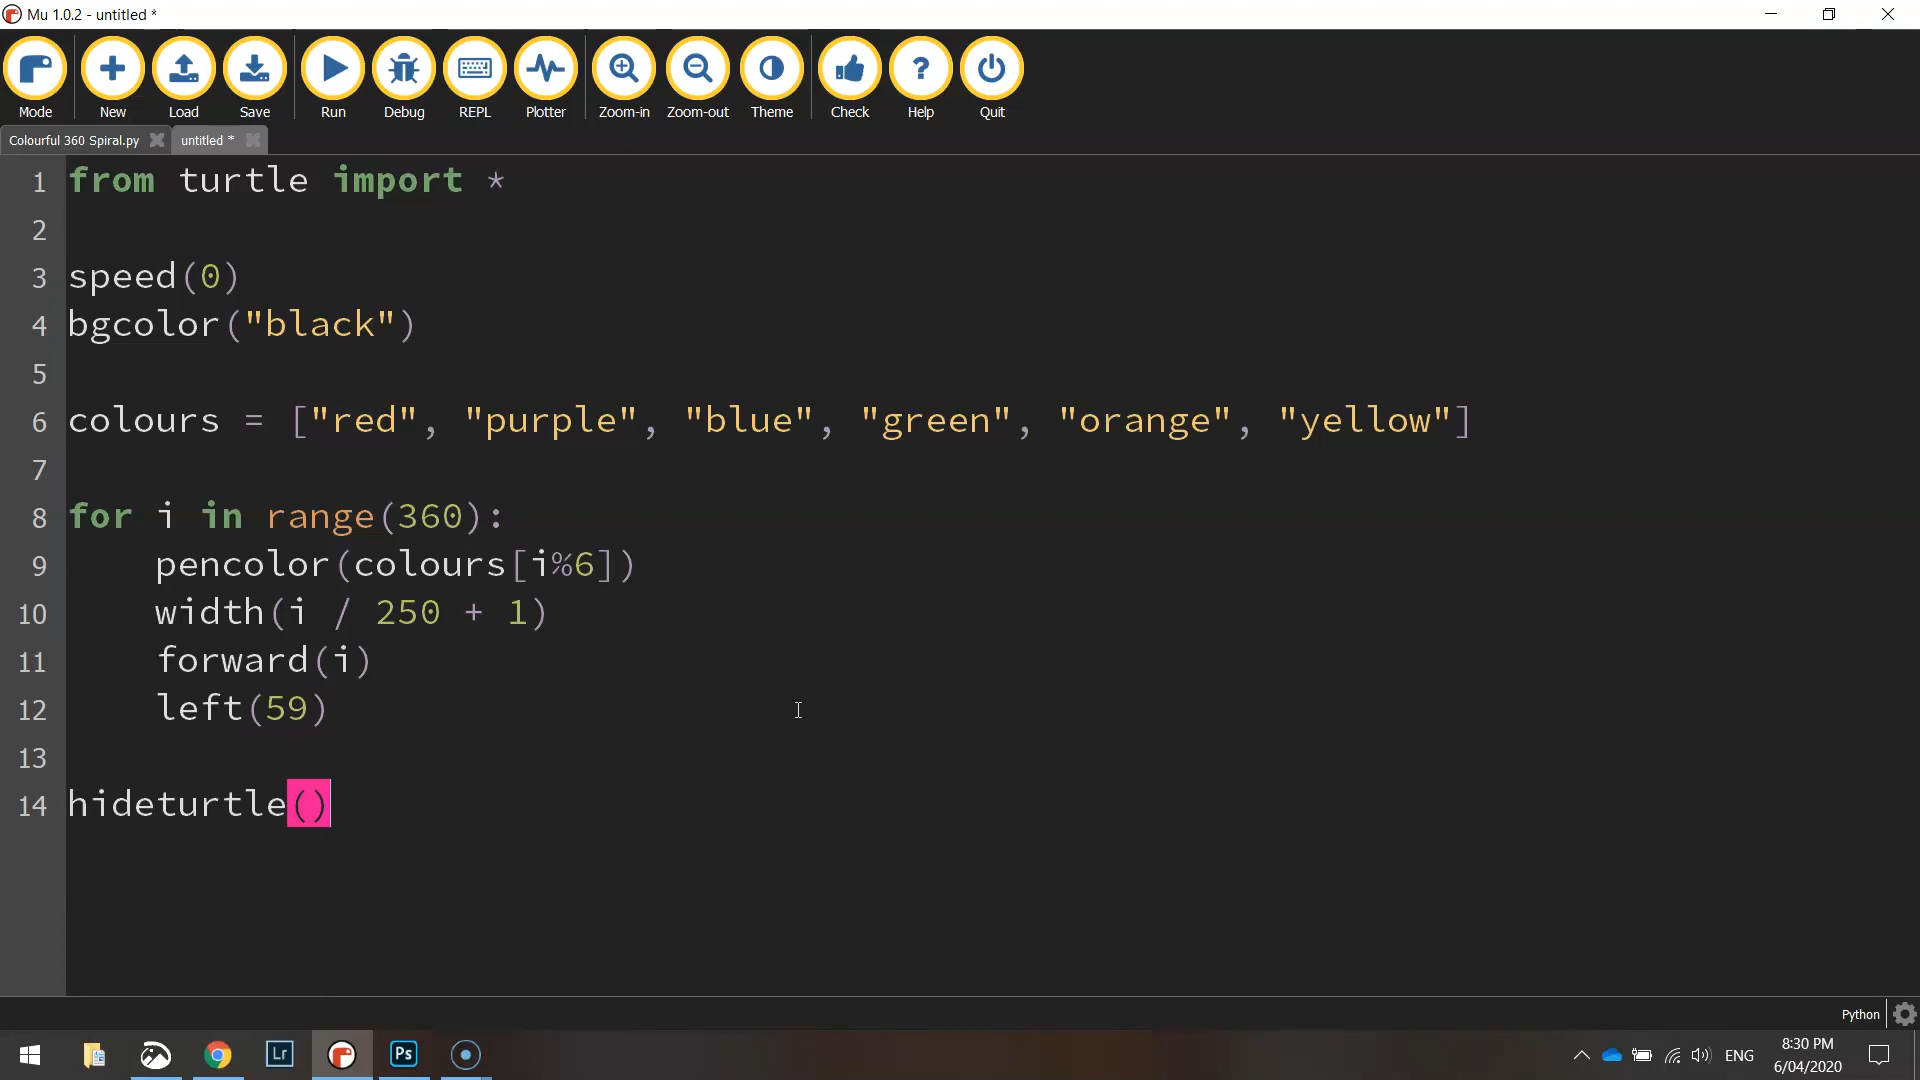 Mu 1.0.2 - untitled *
Mode New Load Save Run Debug REPL Plotter Zoom-in Zoom-out Theme Check Help Quit
Colourful 360 Spiral.py untitled *
1 from turtle import *
2
3 speed(0)
4 bgcolor("black")
5
6 colours = ["red", "purple", "blue", "green", "orange", "yellow"]
7
8 for i in range(360):
9     pencolor(colours[i%6])
10     width(i / 250 + 1)
11     forward(i)
12     left(59)
13
14 hideturtle()
Python
Lr Ps ENG 8:30 PM
6/04/2020